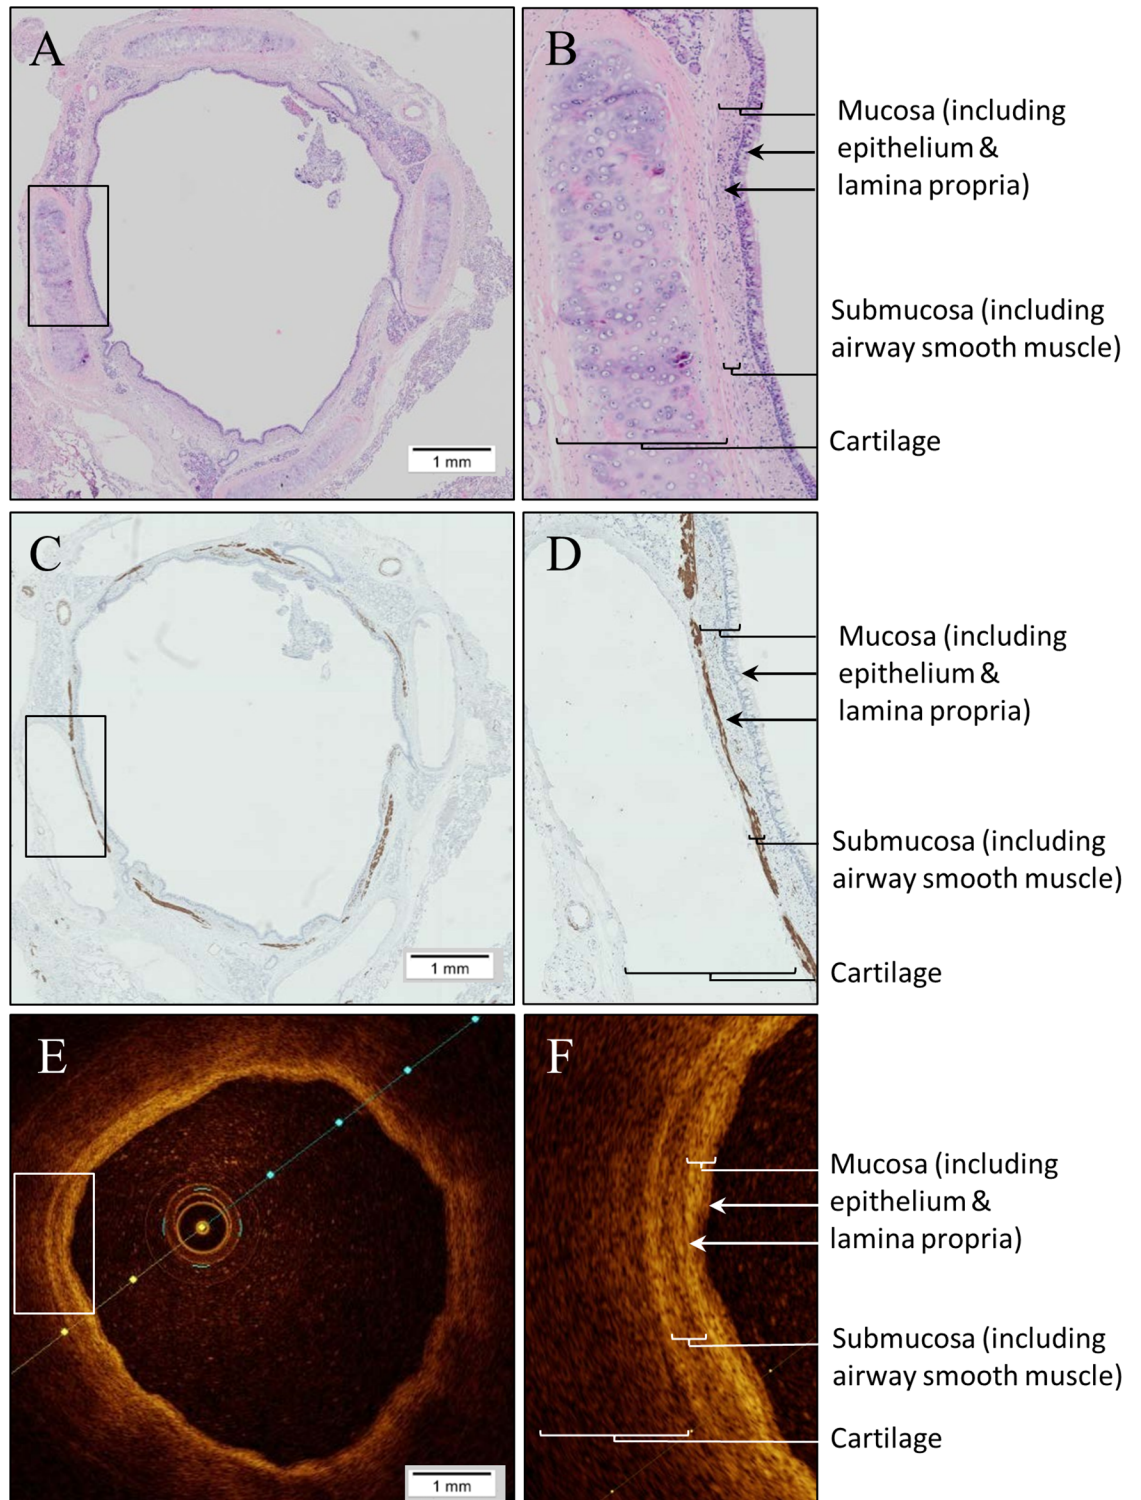 A
B
Mucosa (including
epithelium &
lamina propria)
Submucosa (including
airway smooth muscle)
Cartilage
1 mm
C
D
Mucosa (including
epithelium &
lamina propria)
Submucosa (including
airway smooth muscle)
Cartilage
1 mm
E
F
Mucosa (including
epithelium &
lamina propria)
Submucosa (including
airway smooth muscle)
Cartilage
1 mm